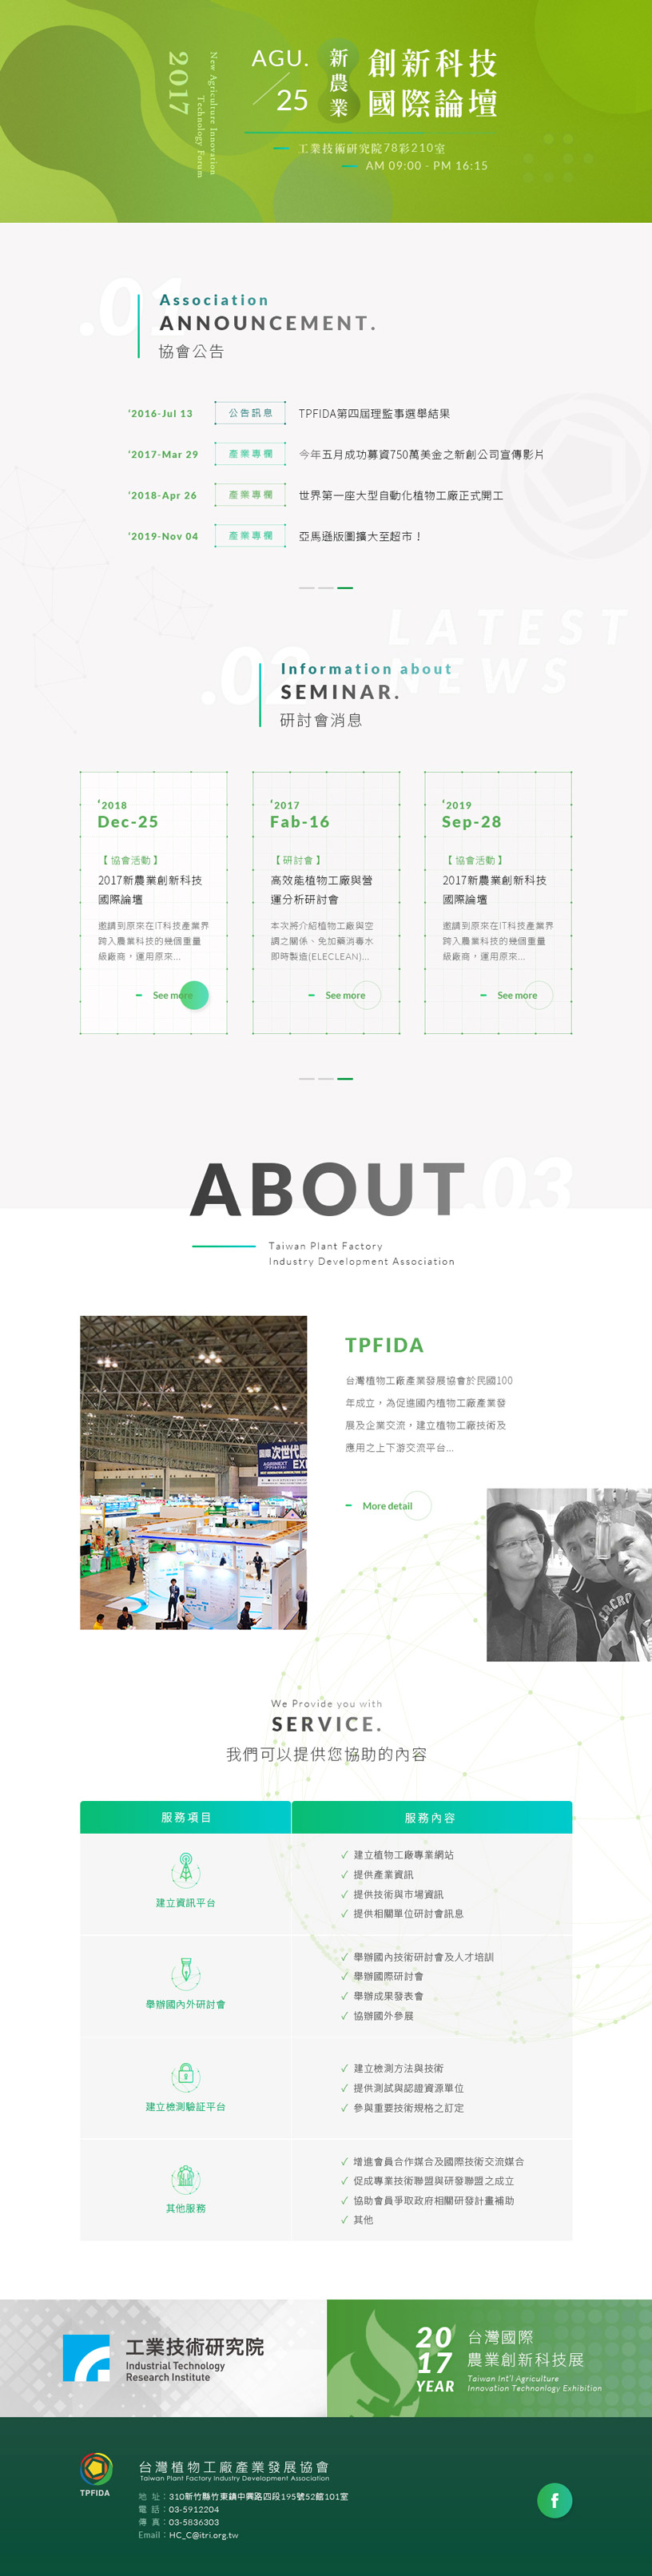 2017
New Agriculture Innovation
Technology Forum
AGU.
25
新農業
創新科技
國際論壇
工業技術研究院78彩210室
AM 09:00 - PM 16:15
.01
Association
ANNOUNCEMENT.
協會公告
‘2016-Jul 13 公告訊息 TPFIDA第四屆理監事選舉結果
‘2017-Mar 29 產業專欄 今年五月成功募資750萬美金之新創公司宣傳影片
‘2018-Apr 26 產業專欄 世界第一座大型自動化植物工廠正式開工
‘2019-Nov 04 產業專欄 亞馬遜版圖擴大至超市！
LATEST
NEWS
.02
Information about
SEMINAR.
研討會消息
‘2018
Dec-25
【協會活動】
2017新農業創新科技
國際論壇
邀請到原來在IT科技產業界
跨入農業科技的幾個重量
級廠商，運用原來...
See more
‘2017
Fab-16
【研討會】
高效能植物工廠與營
運分析研討會
本次將介紹植物工廠與空
調之關係、免加藥消毒水
即時製造(ELECLEAN)...
See more
‘2019
Sep-28
【協會活動】
2017新農業創新科技
國際論壇
邀請到原來在IT科技產業界
跨入農業科技的幾個重量
級廠商，運用原來...
See more
ABOUT
.03
Taiwan Plant Factory
Industry Development Association
次世代農
AGRINEXT
TPFIDA
台灣植物工廠產業發展協會於民國100
年成立，為促進國內植物工廠產業發
展及企業交流，建立植物工廠技術及
應用之上下游交流平台...
More detail
We Provide you with
SERVICE.
我們可以提供您協助的內容
服務項目 服務內容
建立資訊平台
✓ 建立植物工廠專業網站
✓ 提供產業資訊
✓ 提供技術與市場資訊
✓ 提供相關單位研討會訊息
舉辦國內外研討會
✓ 舉辦國內技術研討會及人才培訓
✓ 舉辦國際研討會
✓ 舉辦成果發表會
✓ 協辦國外參展
建立檢測驗証平台
✓ 建立檢測方法與技術
✓ 提供測試與認證資源單位
✓ 參與重要技術規格之訂定
其他服務
✓ 增進會員合作媒合及國際技術交流媒合
✓ 促成專業技術聯盟與研發聯盟之成立
✓ 協助會員爭取政府相關研發計畫補助
✓ 其他
工業技術研究院
Industrial Technology
Research Institute
20
17
YEAR
台灣國際
農業創新科技展
Taiwan Int'l Agriculture
Innovation Technonlogy Exhibition
TPFIDA
台灣植物工廠產業發展協會
Taiwan Plant Factory Industry Development Association
地 址：310新竹縣竹東鎮中興路四段195號52館101室
電 話：03-5912204
傳 真：03-5836303
Email：HC_C@itri.org.tw
f